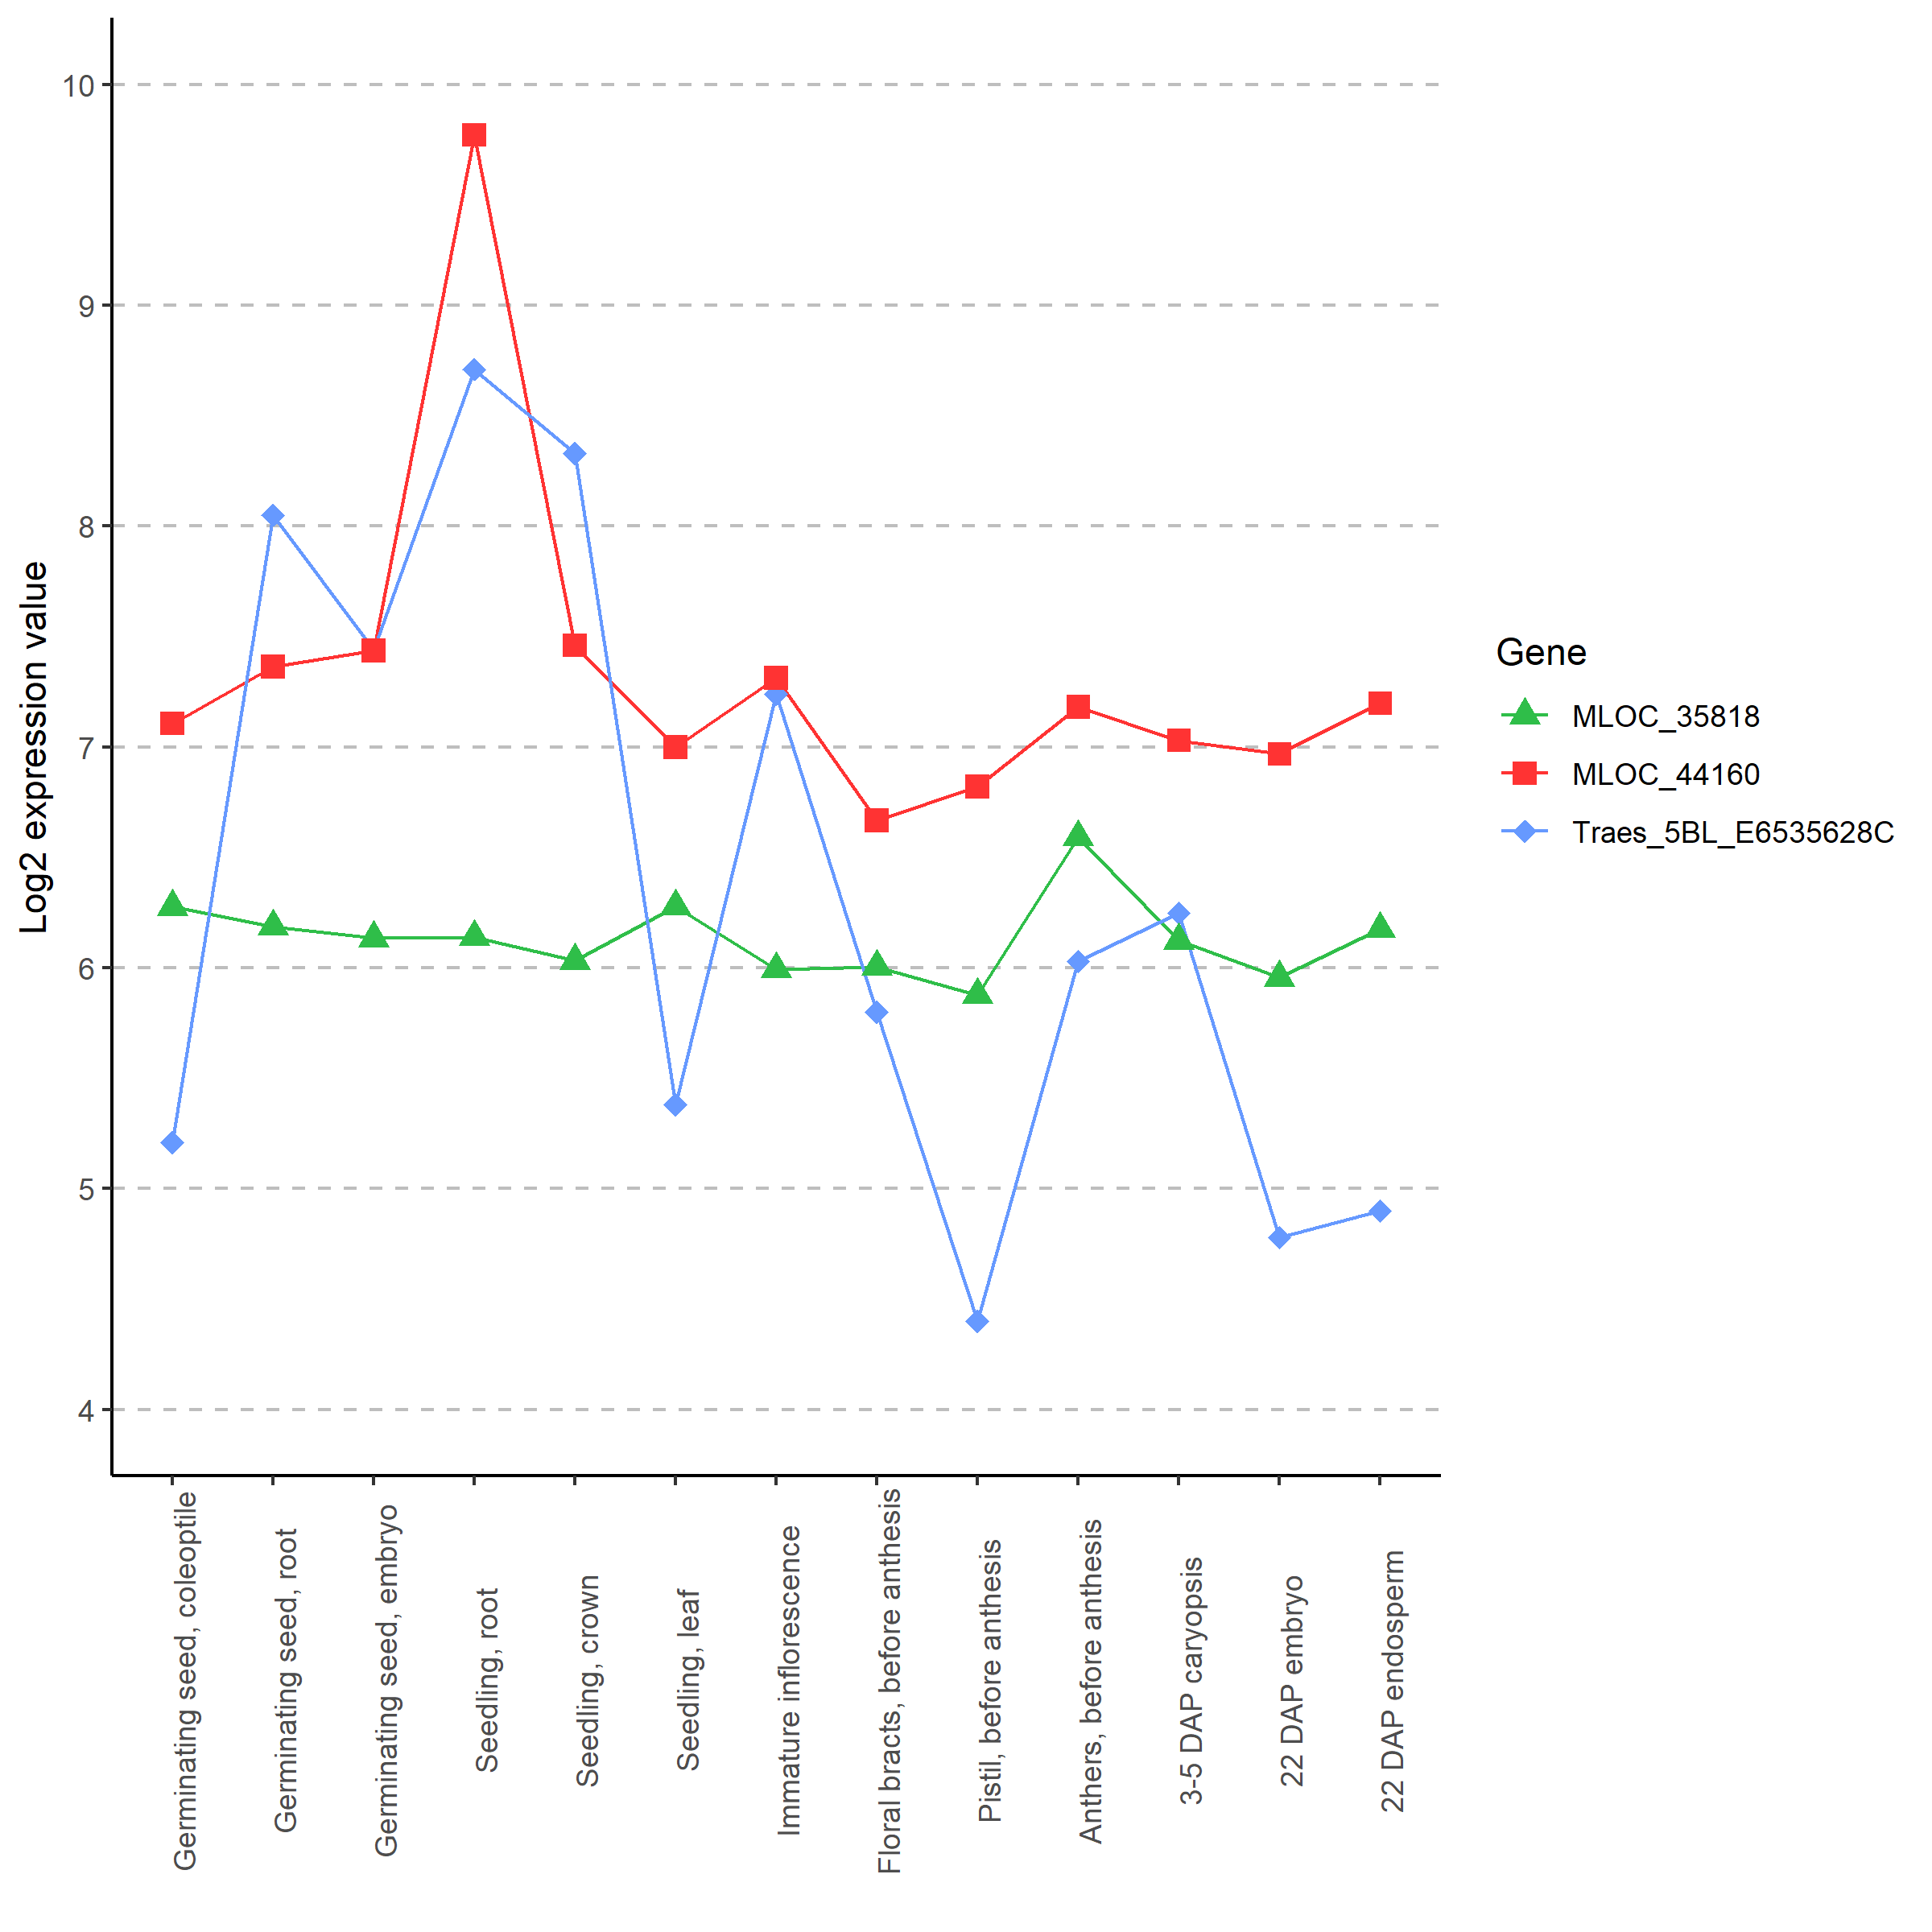 10
9
8
7
6
5
4
Log2 expression value
Germinating seed, coleoptile
Germinating seed, root
Germinating seed, embryo
Seedling, root
Seedling, crown
Seedling, leaf
Immature inflorescence
Floral bracts, before anthesis
Pistil, before anthesis
Anthers, before anthesis
3-5 DAP caryopsis
22 DAP embryo
22 DAP endosperm
Gene
MLOC_35818
MLOC_44160
Traes_5BL_E6535628C